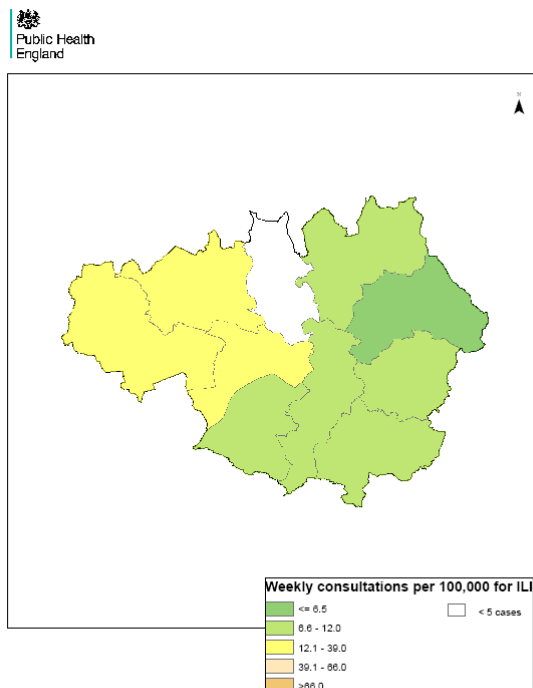 Public Health
England
Weekly consultations per 100,000 for ILI
<= 6.5
< 5 cases
6.6 - 12.0
12.1 - 39.0
39.1 - 66.0
>66.0